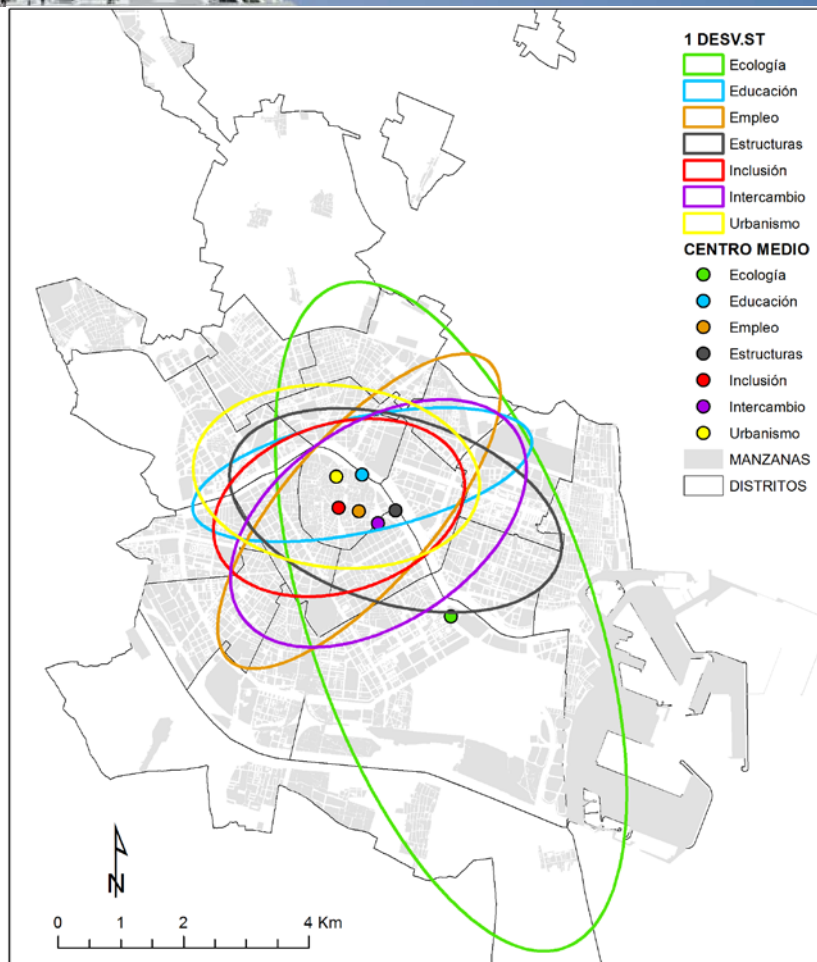 1 DESV.ST
Ecología
Educación
Empleo
Estructuras
Inclusión
Intercambio
Urbanismo
CENTRO MEDIO
Ecología
Educación
Empleo
Estructuras
Inclusión
Intercambio
Urbanismo
MANZANAS
DISTRITOS
N
0 1 2 4 Km